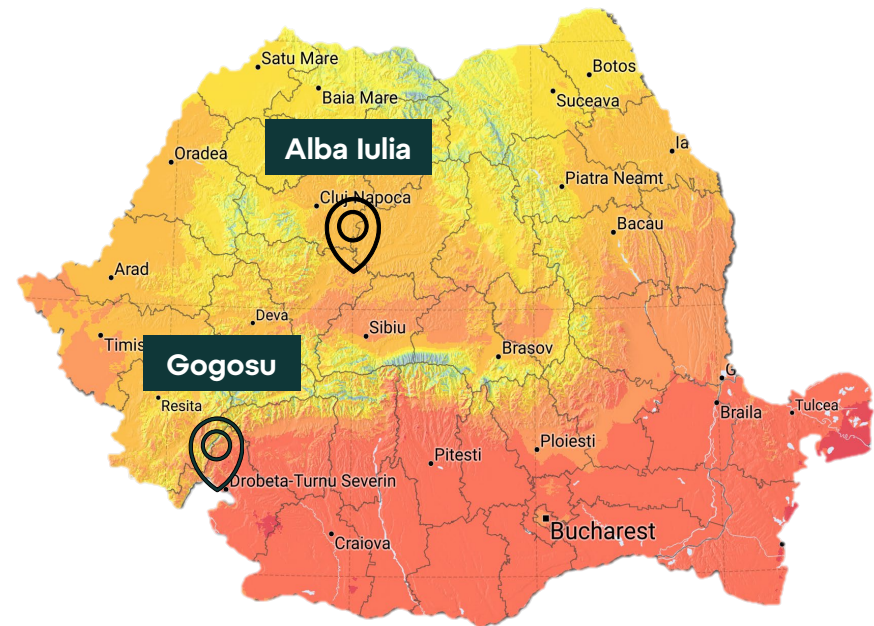 Satu Mare
Botos
Baia Mare
Suceava
Alba Iulia
Ia
Oradea
Piatra Neamt
Cluj Napoca
Bacau
Arad
Deva
Sibiu
Timis
Brasov
Gogosu
G
Resita
Tulcea
Braila
Ploiesti
Pitesti
Drobeta-Turnu Severin
Bucharest
Craiova